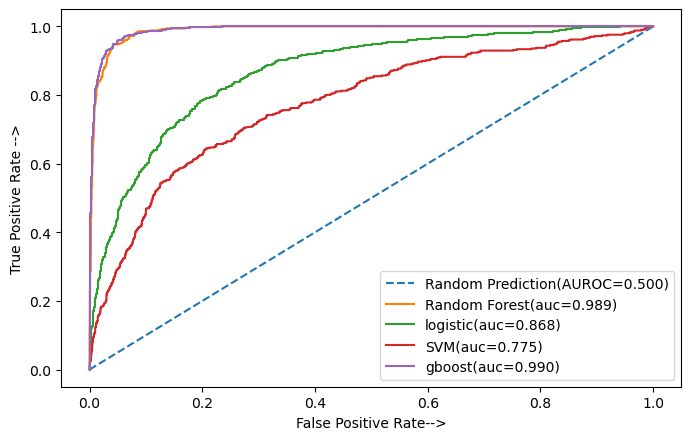 1.0
0.8
0.6
0.4
0.2
0.0
True Positive Rate -->
Random Prediction(AUROC=0.500)
Random Forest(auc=0.989)
logistic(auc=0.868)
SVM(auc=0.775)
gboost(auc=0.990)
0.0 0.2 0.4 0.6 0.8 1.0
False Positive Rate-->